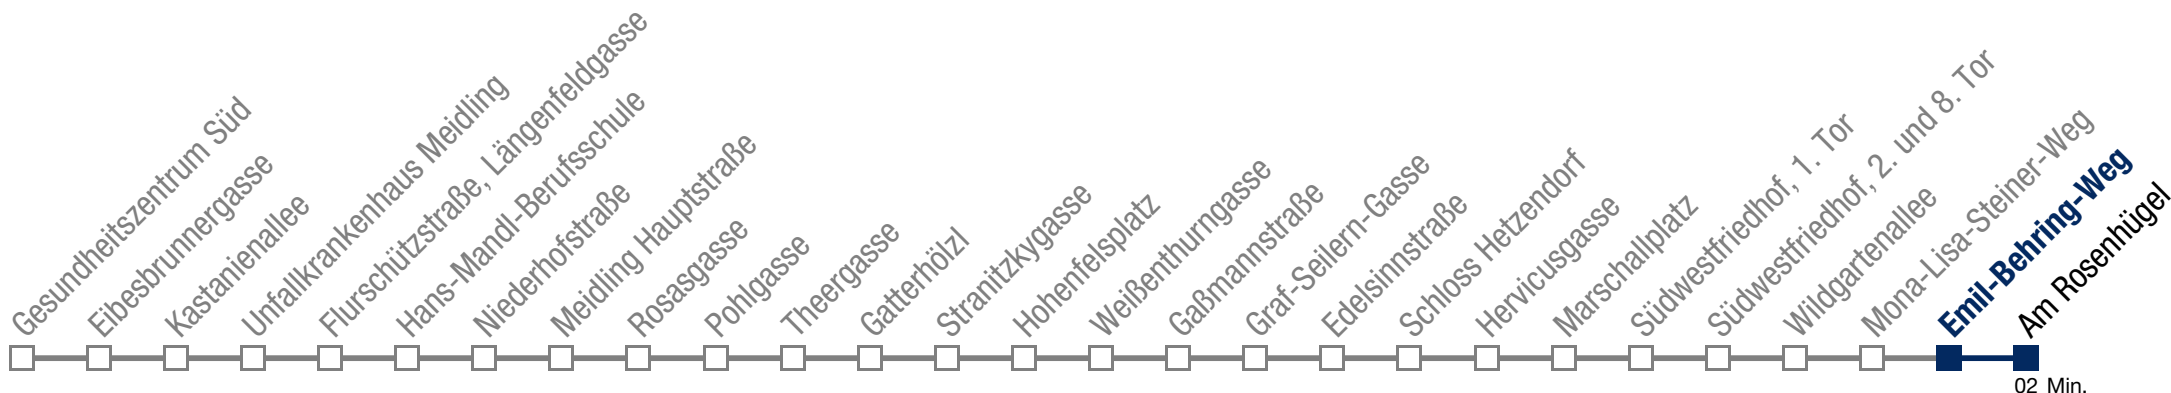 Gesundheitszentrum Süd
Eibesbrunnergasse
Kastanienallee
Unfallkrankenhaus Meidling
Flurschützstraße, Längenfeldgasse
Hans-Mandl-Berufsschule
Niederhofstraße
Meidling Hauptstraße
Rosasgasse
Pohlgasse
Theergasse
Gatterhölzl
Stranitzkygasse
Hohenfelsplatz
Weißenthurngasse
Gaßmannstraße
Graf-Seilern-Gasse
Edelsinnstraße
Schloss Hetzendorf
Hervicusgasse
Marschallplatz
Südwestfriedhof, 1. Tor
Südwestfriedhof, 2. und 8. Tor
Wildgartenallee
Mona-Lisa-Steiner-Weg
Emil-Behring-Weg
Am Rosenhügel
02 Min.